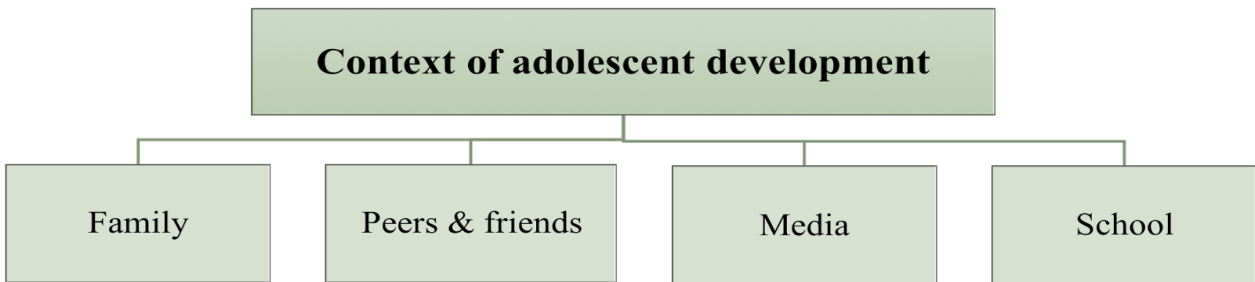 Context of adolescent development
Family
Peers & friends
Media
School